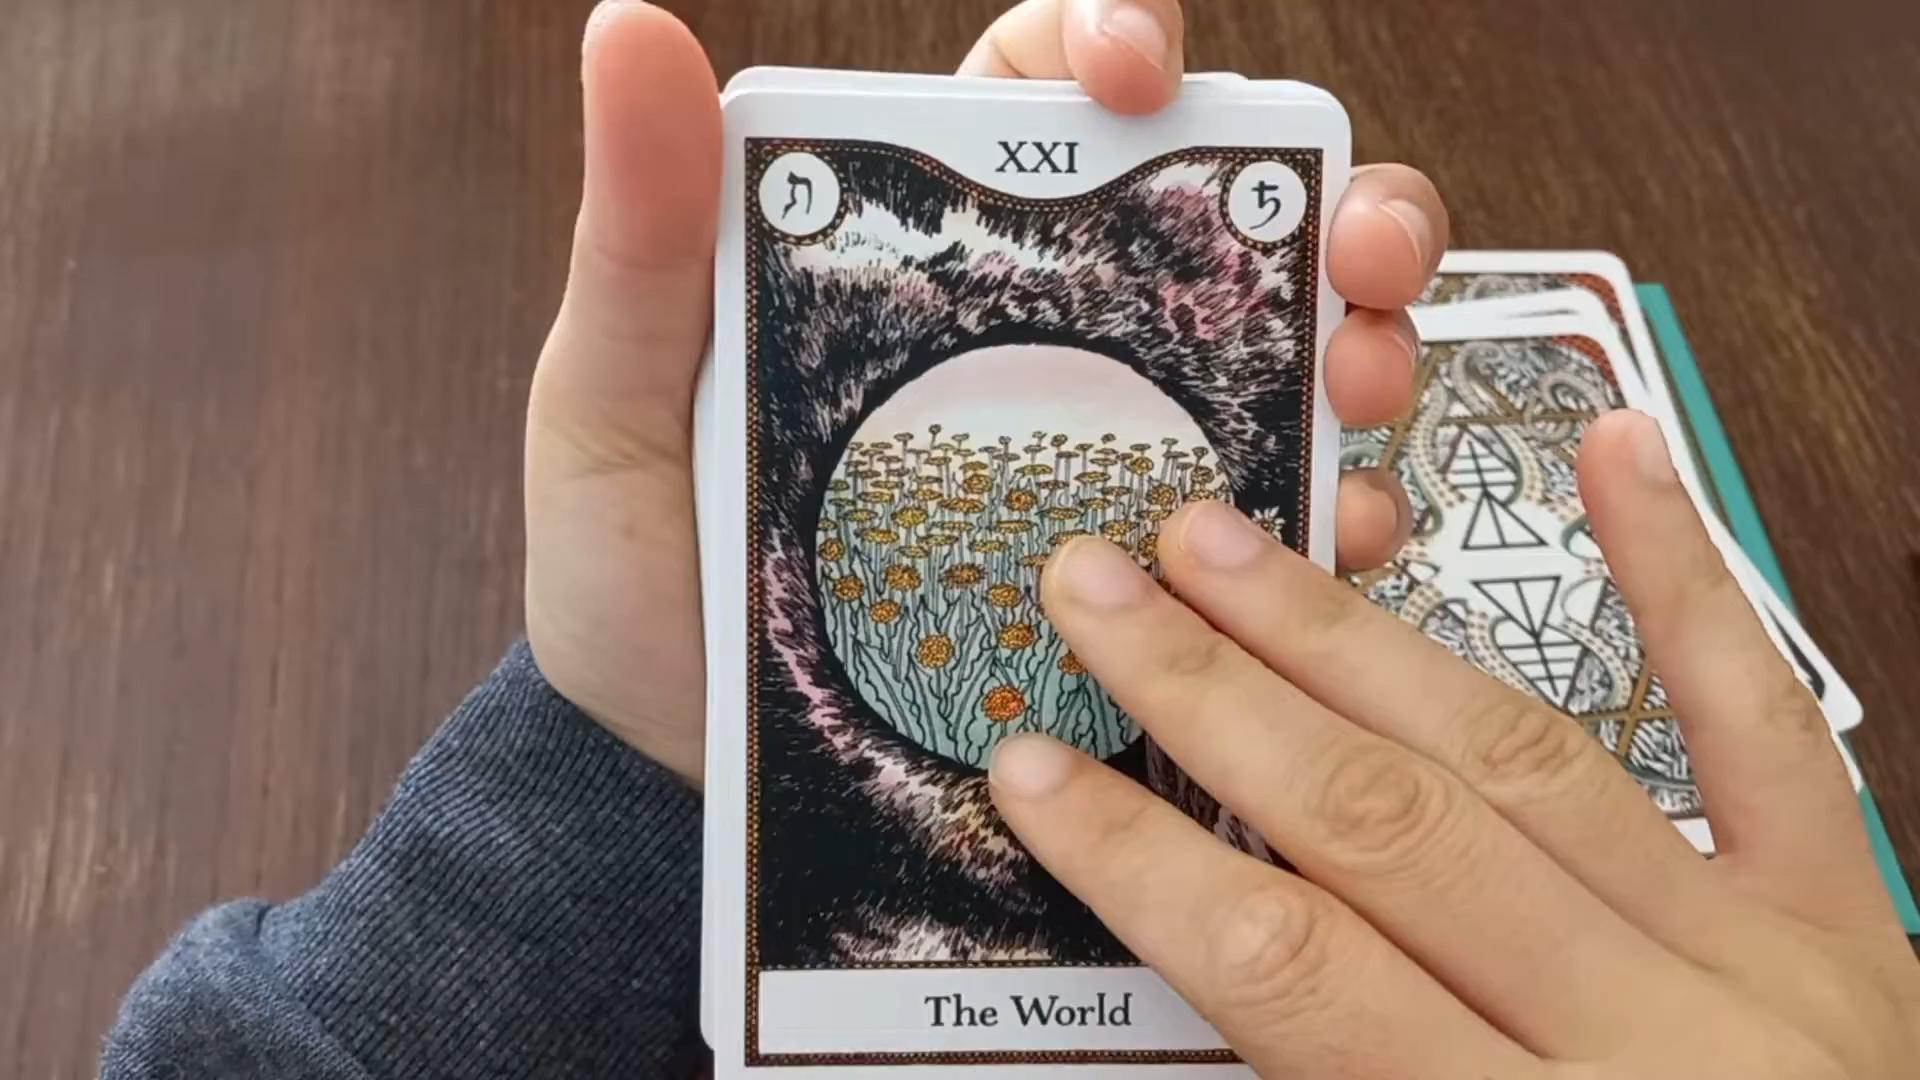 XXI
ת
♄
The World